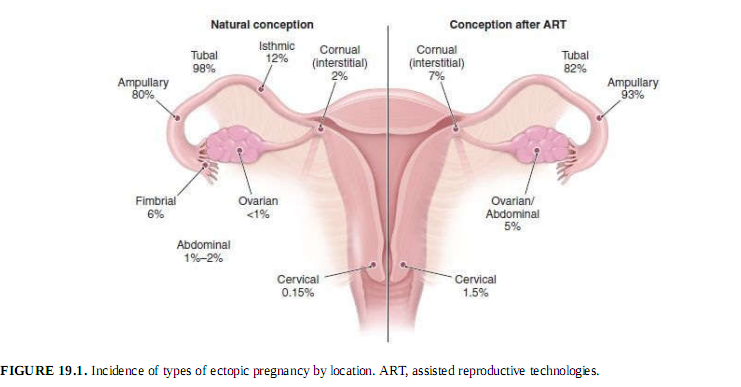 Natural conception
Conception after ART
Tubal
98%
Isthmic
12%
Cornual
(interstitial)
2%
Ampullary
80%
Fimbrial
6%
Ovarian
<1%
Abdominal
1%–2%
Cervical
0.15%
Cornual
(interstitial)
7%
Tubal
82%
Ampullary
93%
Ovarian/
Abdominal
5%
Cervical
1.5%
FIGURE 19.1. Incidence of types of ectopic pregnancy by location. ART, assisted reproductive technologies.